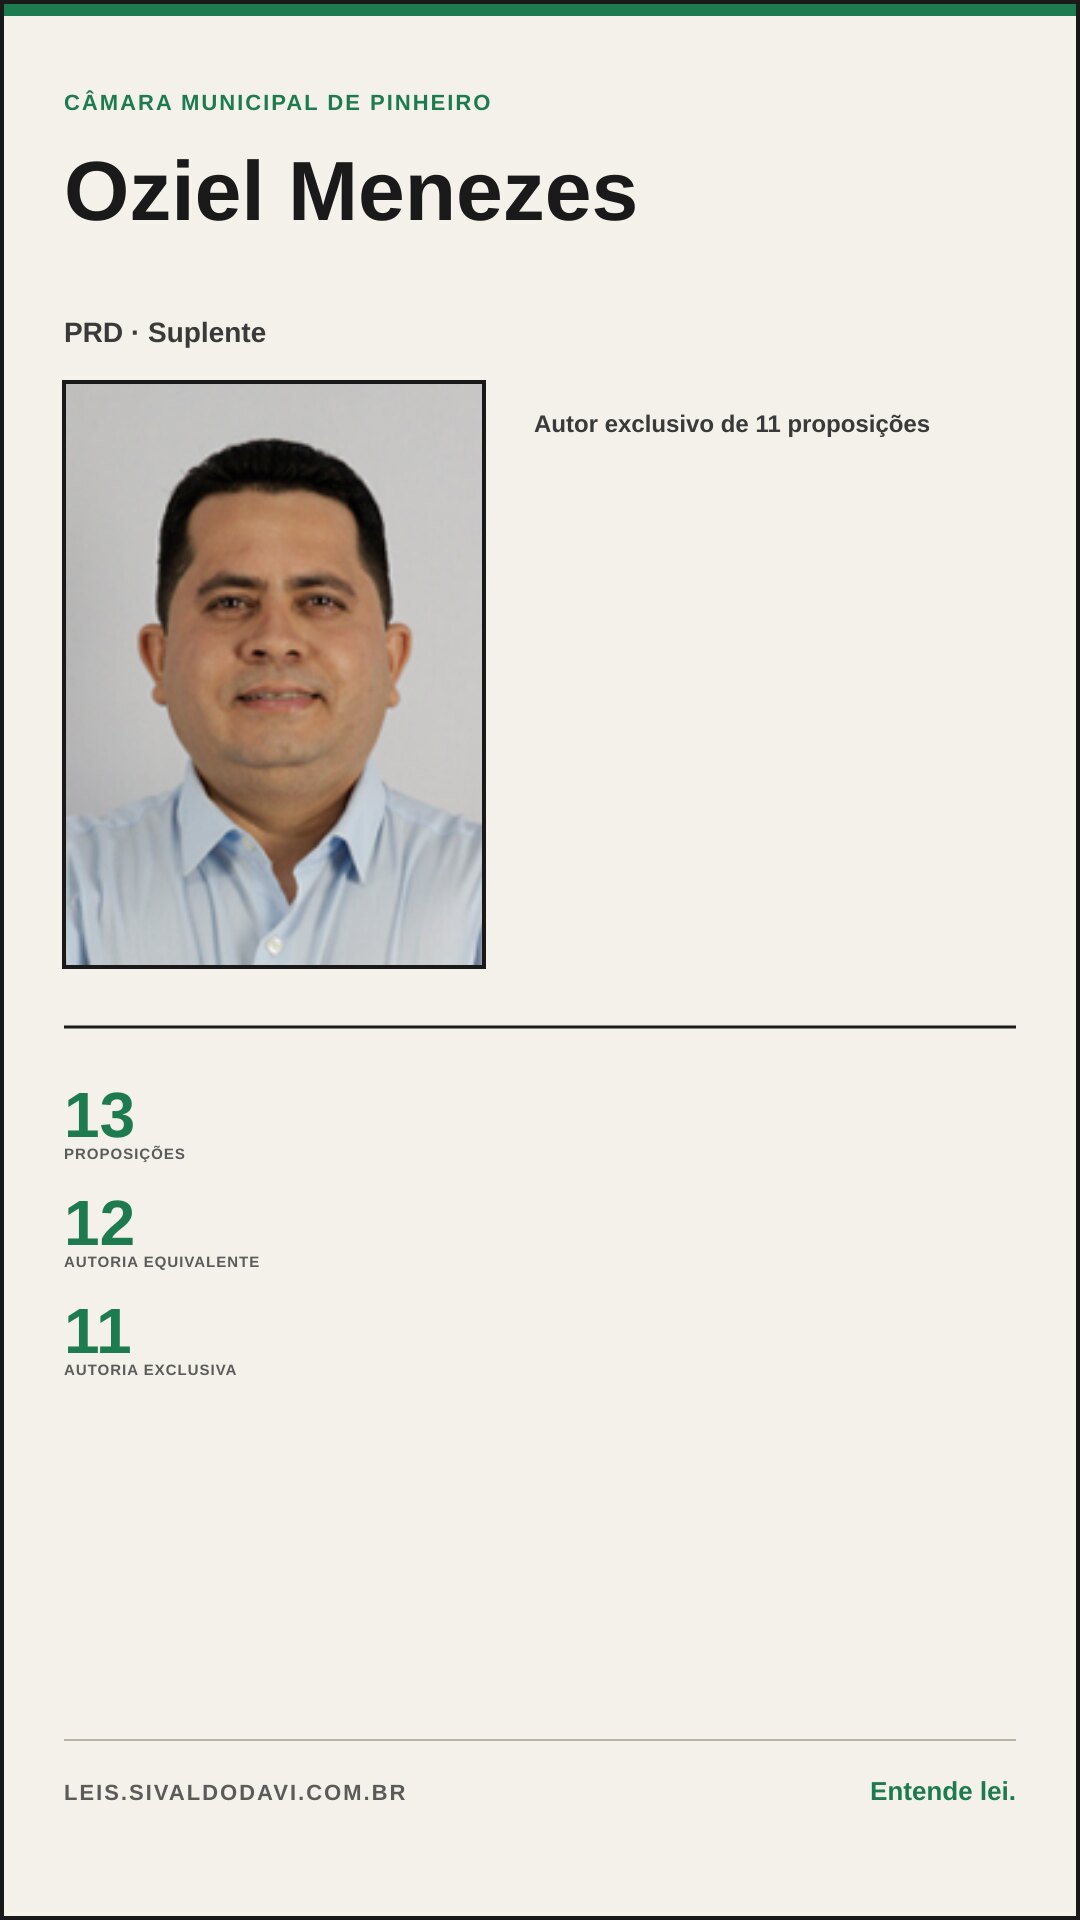 CÂMARA MUNICIPAL DE PINHEIRO
Oziel Menezes
PRD · Suplente
Autor exclusivo de 11 proposições
13
PROPOSIÇÕES
12
AUTORIA EQUIVALENTE
11
AUTORIA EXCLUSIVA
LEIS.SIVALDODAVI.COM.BR
Entende lei.